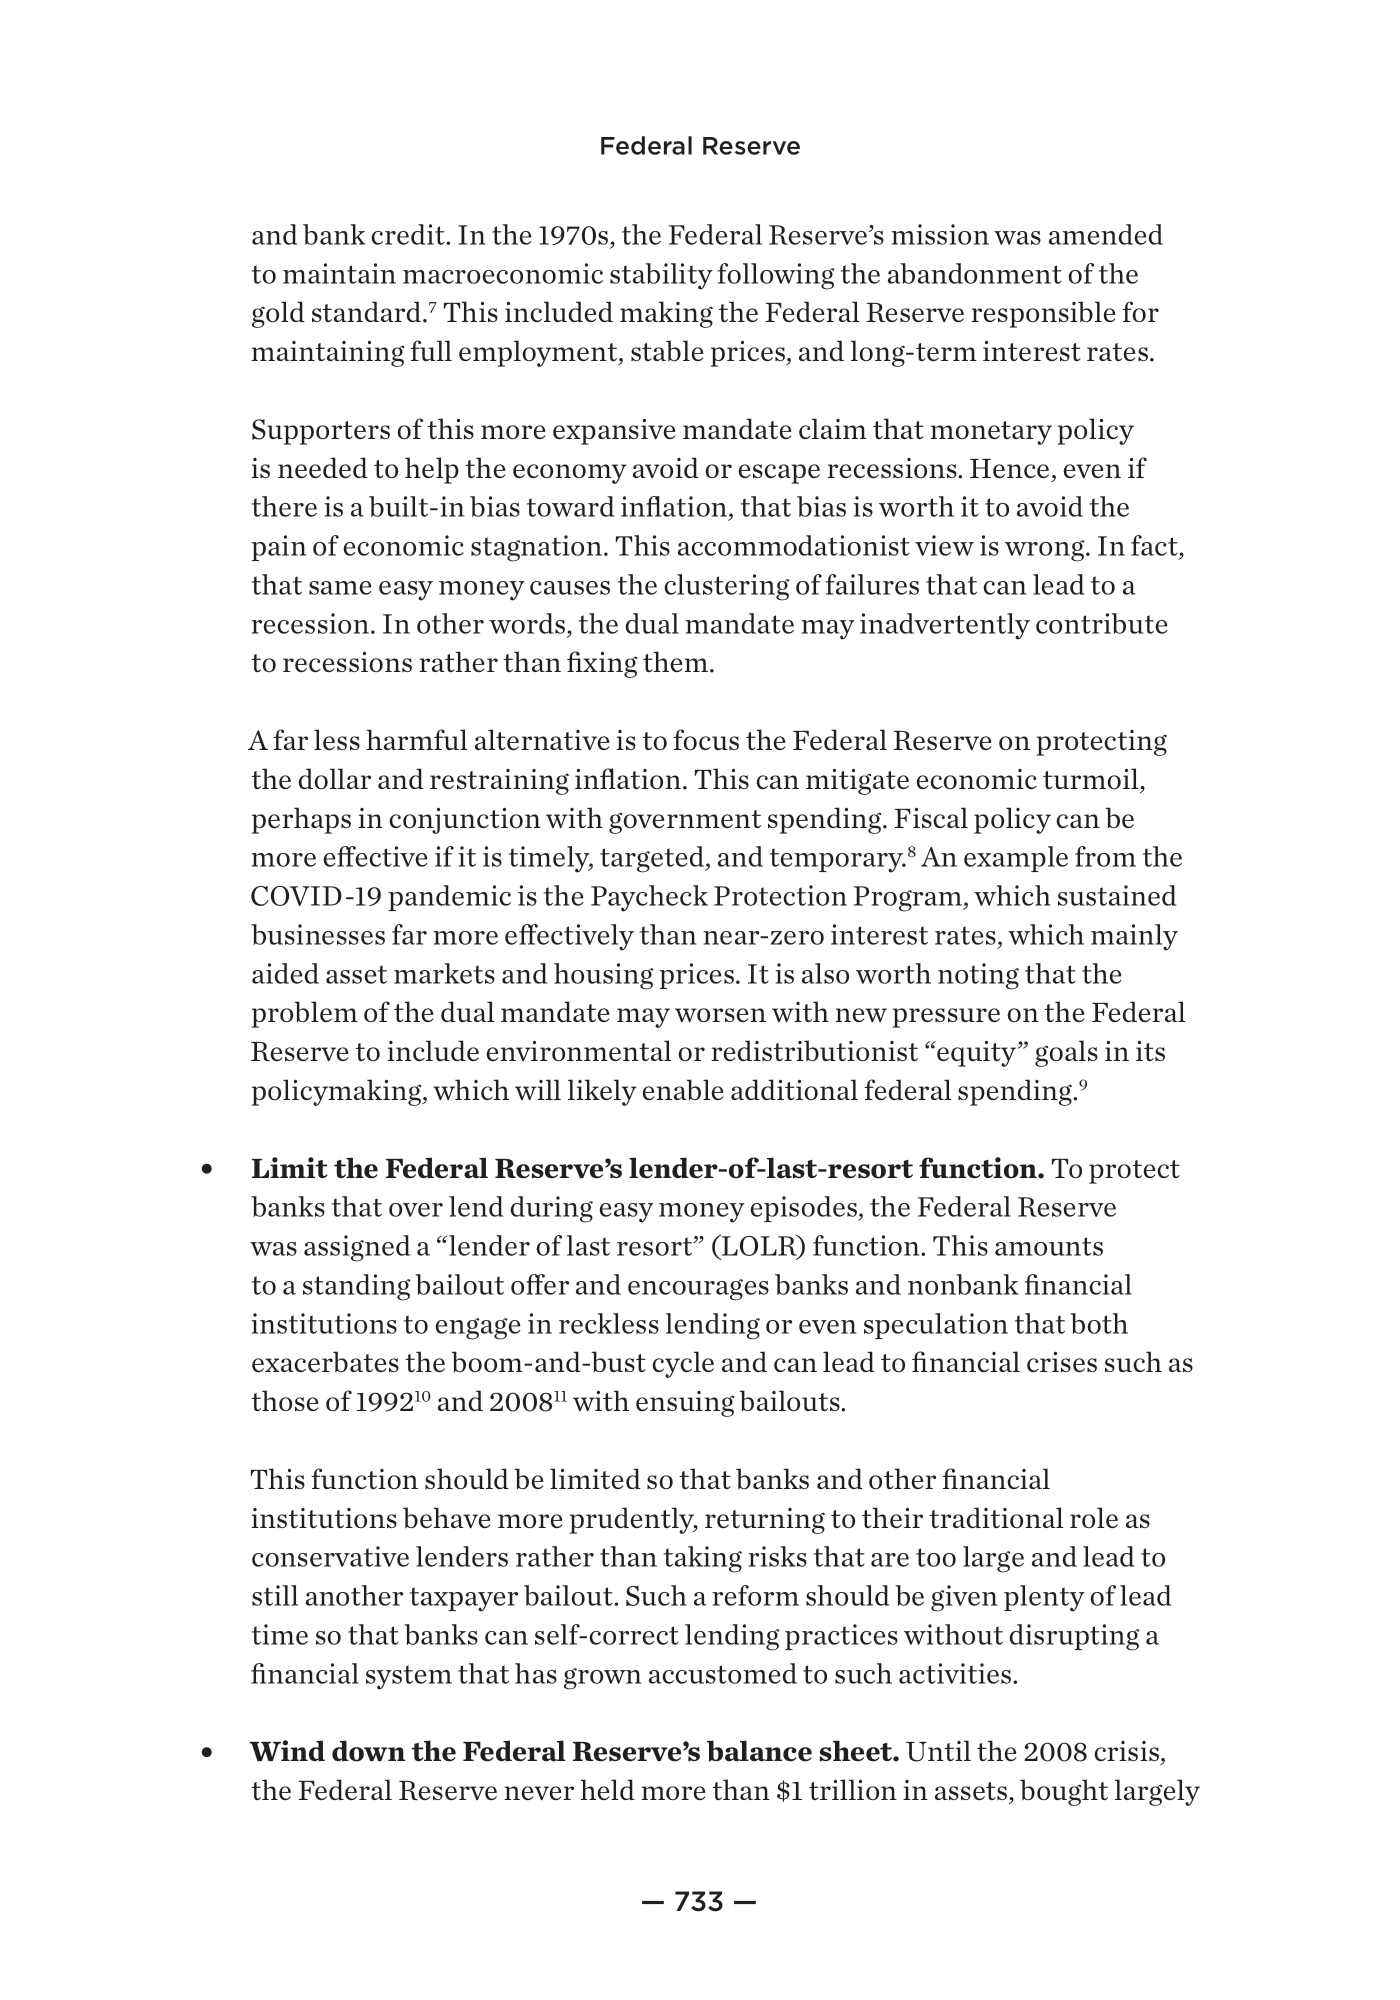 Federal Reserve
and bank credit. In the 1970s, the Federal Reserve’s mission was amended
to maintain macroeconomic stability following the abandonment of the
gold standard.⁷ This included making the Federal Reserve responsible for
maintaining full employment, stable prices, and long-term interest rates.
Supporters of this more expansive mandate claim that monetary policy
is needed to help the economy avoid or escape recessions. Hence, even if
there is a built-in bias toward inflation, that bias is worth it to avoid the
pain of economic stagnation. This accommodationist view is wrong. In fact,
that same easy money causes the clustering of failures that can lead to a
recession. In other words, the dual mandate may inadvertently contribute
to recessions rather than fixing them.
A far less harmful alternative is to focus the Federal Reserve on protecting
the dollar and restraining inflation. This can mitigate economic turmoil,
perhaps in conjunction with government spending. Fiscal policy can be
more effective if it is timely, targeted, and temporary.⁸ An example from the
COVID-19 pandemic is the Paycheck Protection Program, which sustained
businesses far more effectively than near-zero interest rates, which mainly
aided asset markets and housing prices. It is also worth noting that the
problem of the dual mandate may worsen with new pressure on the Federal
Reserve to include environmental or redistributionist “equity” goals in its
policymaking, which will likely enable additional federal spending.⁹
• Limit the Federal Reserve’s lender-of-last-resort function. To protect
banks that over lend during easy money episodes, the Federal Reserve
was assigned a “lender of last resort” (LOLR) function. This amounts
to a standing bailout offer and encourages banks and nonbank financial
institutions to engage in reckless lending or even speculation that both
exacerbates the boom-and-bust cycle and can lead to financial crises such as
those of 1992¹⁰ and 2008¹¹ with ensuing bailouts.
This function should be limited so that banks and other financial
institutions behave more prudently, returning to their traditional role as
conservative lenders rather than taking risks that are too large and lead to
still another taxpayer bailout. Such a reform should be given plenty of lead
time so that banks can self-correct lending practices without disrupting a
financial system that has grown accustomed to such activities.
• Wind down the Federal Reserve’s balance sheet. Until the 2008 crisis,
the Federal Reserve never held more than $1 trillion in assets, bought largely
— 733 —